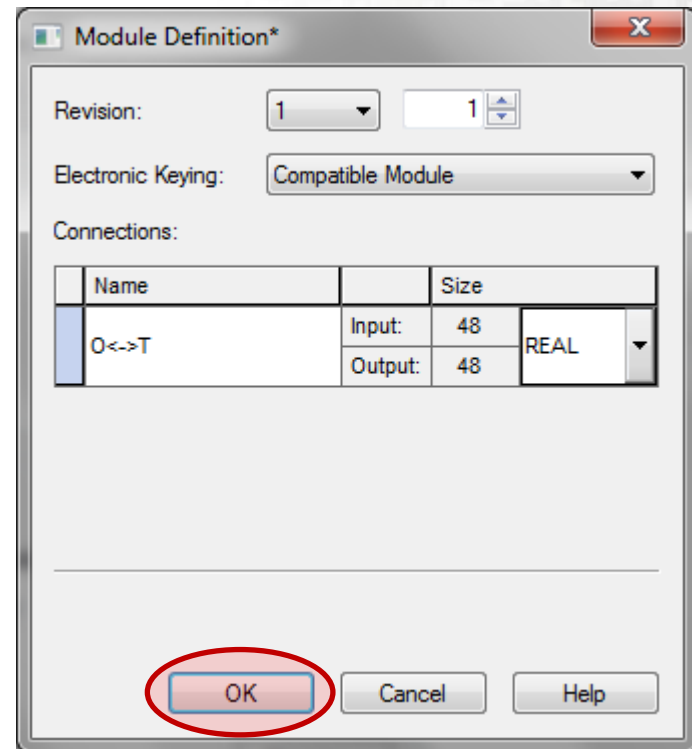 Module Definition*
Revision: 1 1
Electronic Keying: Compatible Module
Connections:
Name Size
O<->T Input: 48 REAL
Output: 48
OK Cancel Help